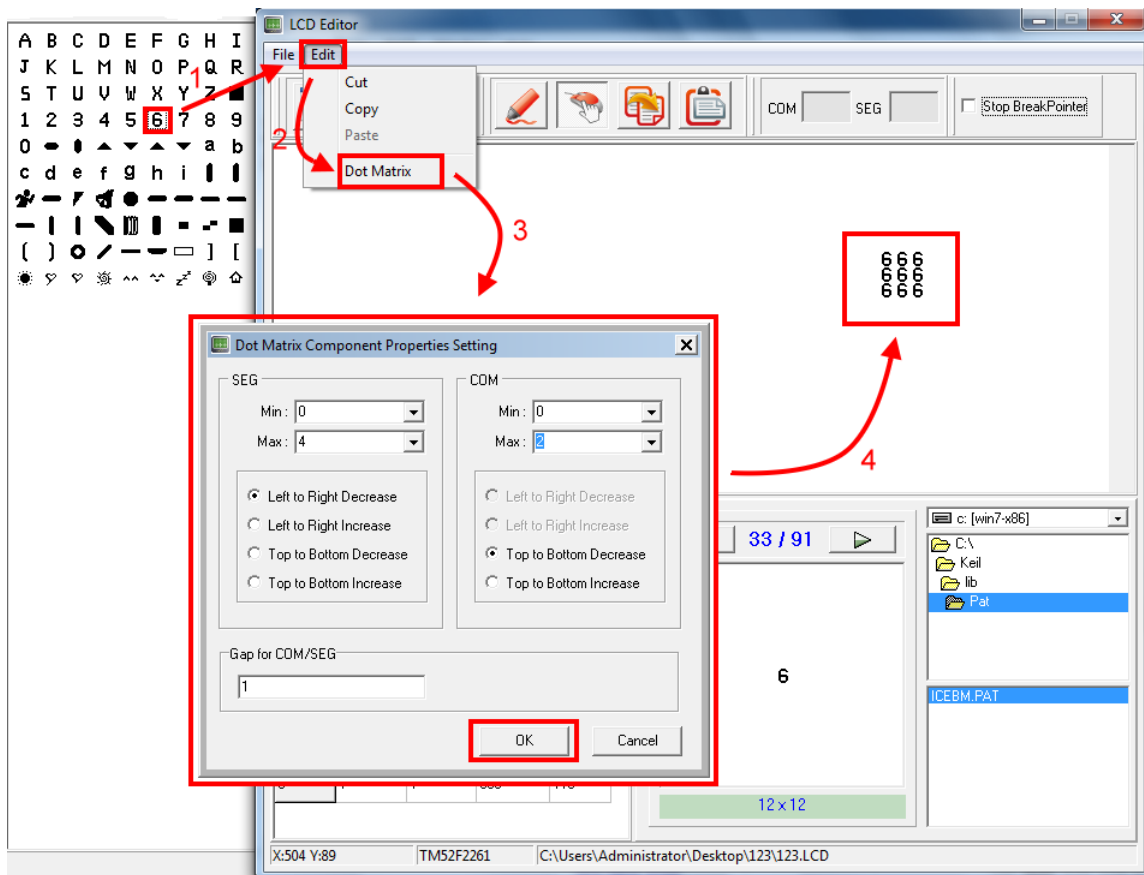 LCD Editor
File Edit
Cut
Copy
Paste
Dot Matrix
COM SEG Stop BreakPointer
A B C D E F G H I
J K L M N O P Q R
S T U V W X Y Z
1 2 3 4 5 6 7 8 9
0 a b
c d e f g h i
( ) ] [
1
2
3
4
666
666
666
Dot Matrix Component Properties Setting
SEG
Min : 0
Max : 4
Left to Right Decrease
Left to Right Increase
Top to Bottom Decrease
Top to Bottom Increase
COM
Min : 0
Max : 2
Left to Right Decrease
Left to Right Increase
Top to Bottom Decrease
Top to Bottom Increase
Gap for COM/SEG
1
OK Cancel
33 / 91
6
12 x 12
c: [win7-x86]
C:\
Keil
lib
Pat
ICEBM.PAT
X:504 Y:89 TM52F2261 C:\Users\Administrator\Desktop\123\123.LCD